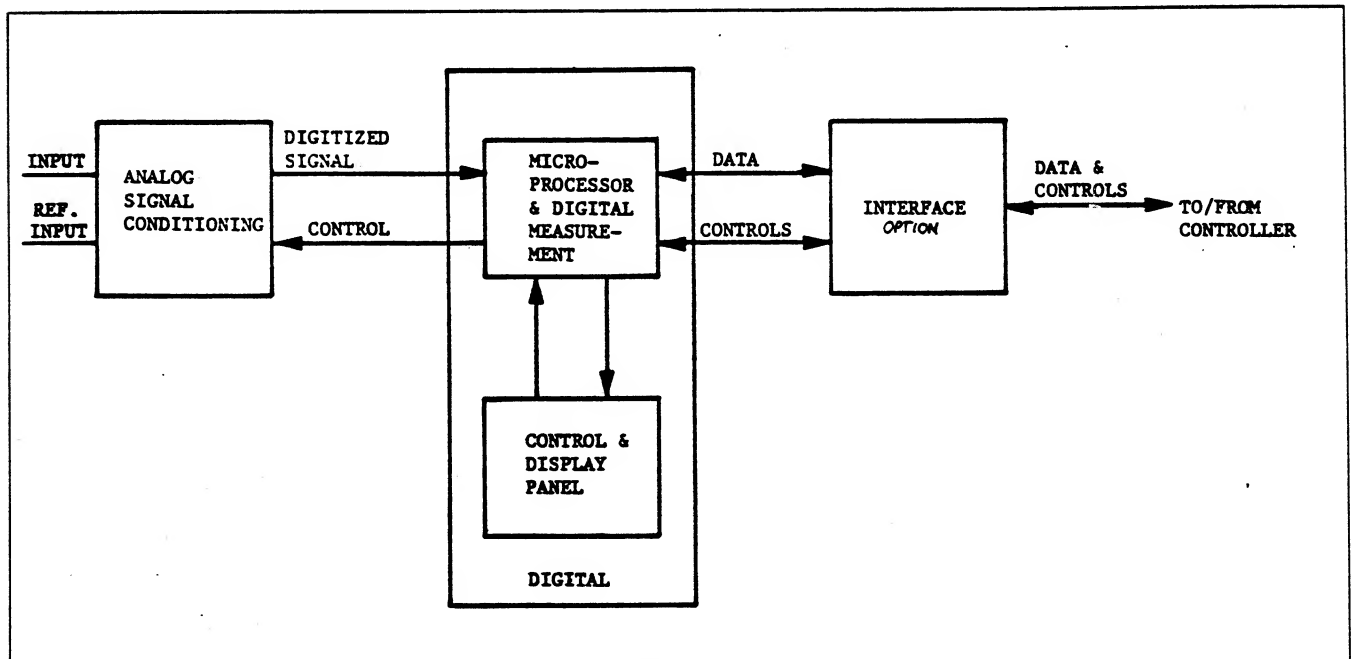 INPUT
REF.
INPUT
ANALOG
SIGNAL
CONDITIONING
DIGITIZED
SIGNAL
CONTROL
MICRO-
PROCESSOR
& DIGITAL
MEASURE-
MENT
CONTROL &
DISPLAY
PANEL
DIGITAL
DATA
CONTROLS
INTERFACE
OPTION
DATA &
CONTROLS
TO/FROM
CONTROLLER